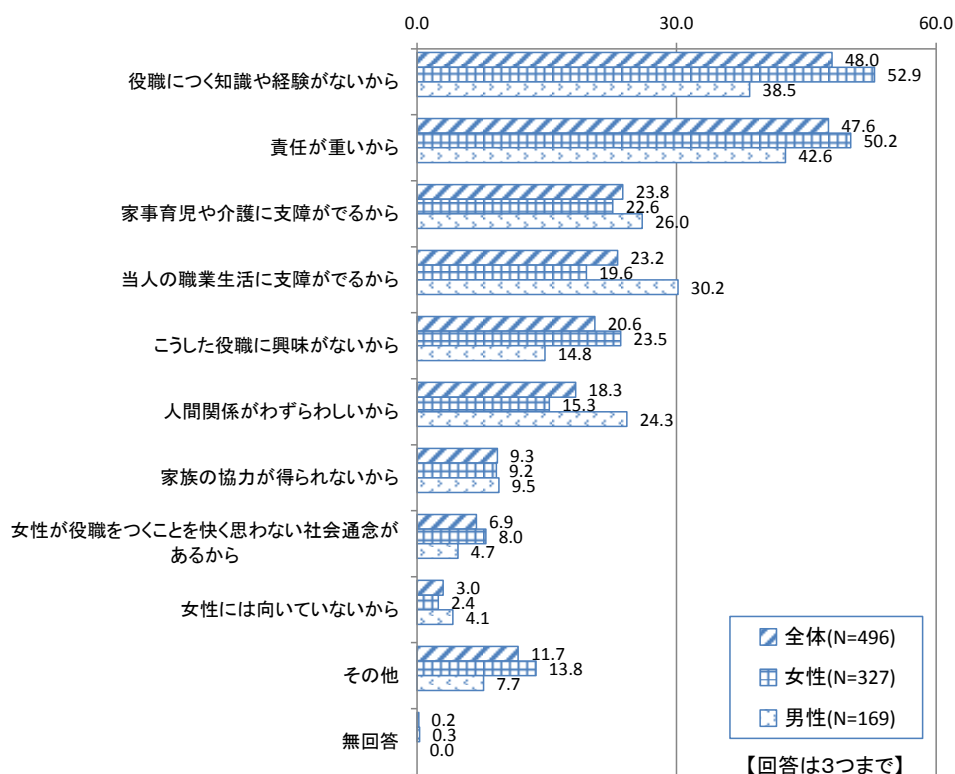 0.0 30.0 60.0
役職につく知識や経験がないから
48.0
52.9
38.5
責任が重いから
47.6
50.2
42.6
家事育児や介護に支障がでるから
23.8
22.6
26.0
当人の職業生活に支障がでるから
23.2
19.6
30.2
こうした役職に興味がないから
20.6
23.5
14.8
人間関係がわずらわしいから
18.3
15.3
24.3
家族の協力が得られないから
9.3
9.2
9.5
女性が役職をつくことを快く思わない社会通念が
あるから
6.9
8.0
4.7
女性には向いていないから
3.0
2.4
4.1
その他
11.7
13.8
7.7
無回答
0.2
0.3
0.0
全体(N=496)
女性(N=327)
男性(N=169)
【回答は3つまで】